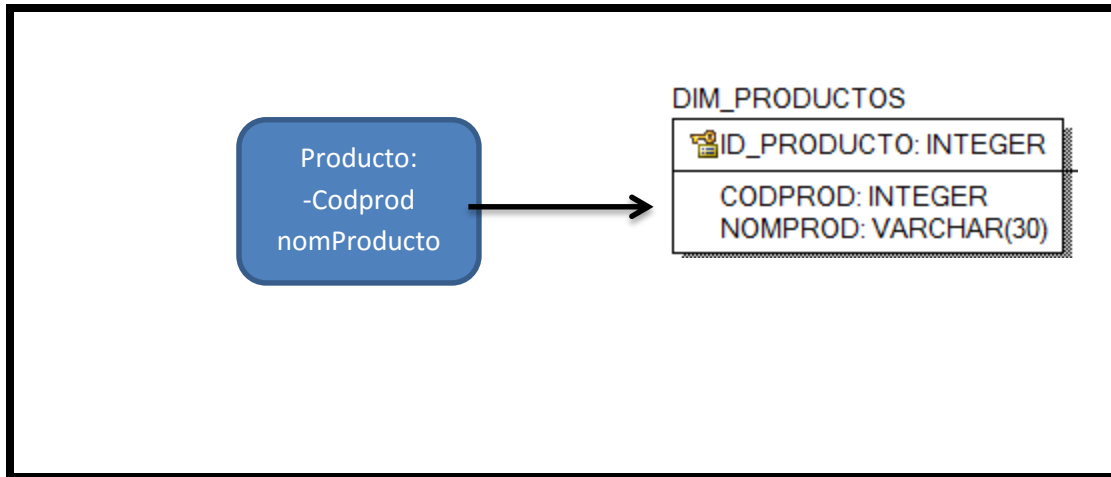 Producto:
-Codprod
nomProducto
DIM_PRODUCTOS
ID_PRODUCTO: INTEGER
CODPROD: INTEGER
NOMPROD: VARCHAR(30)